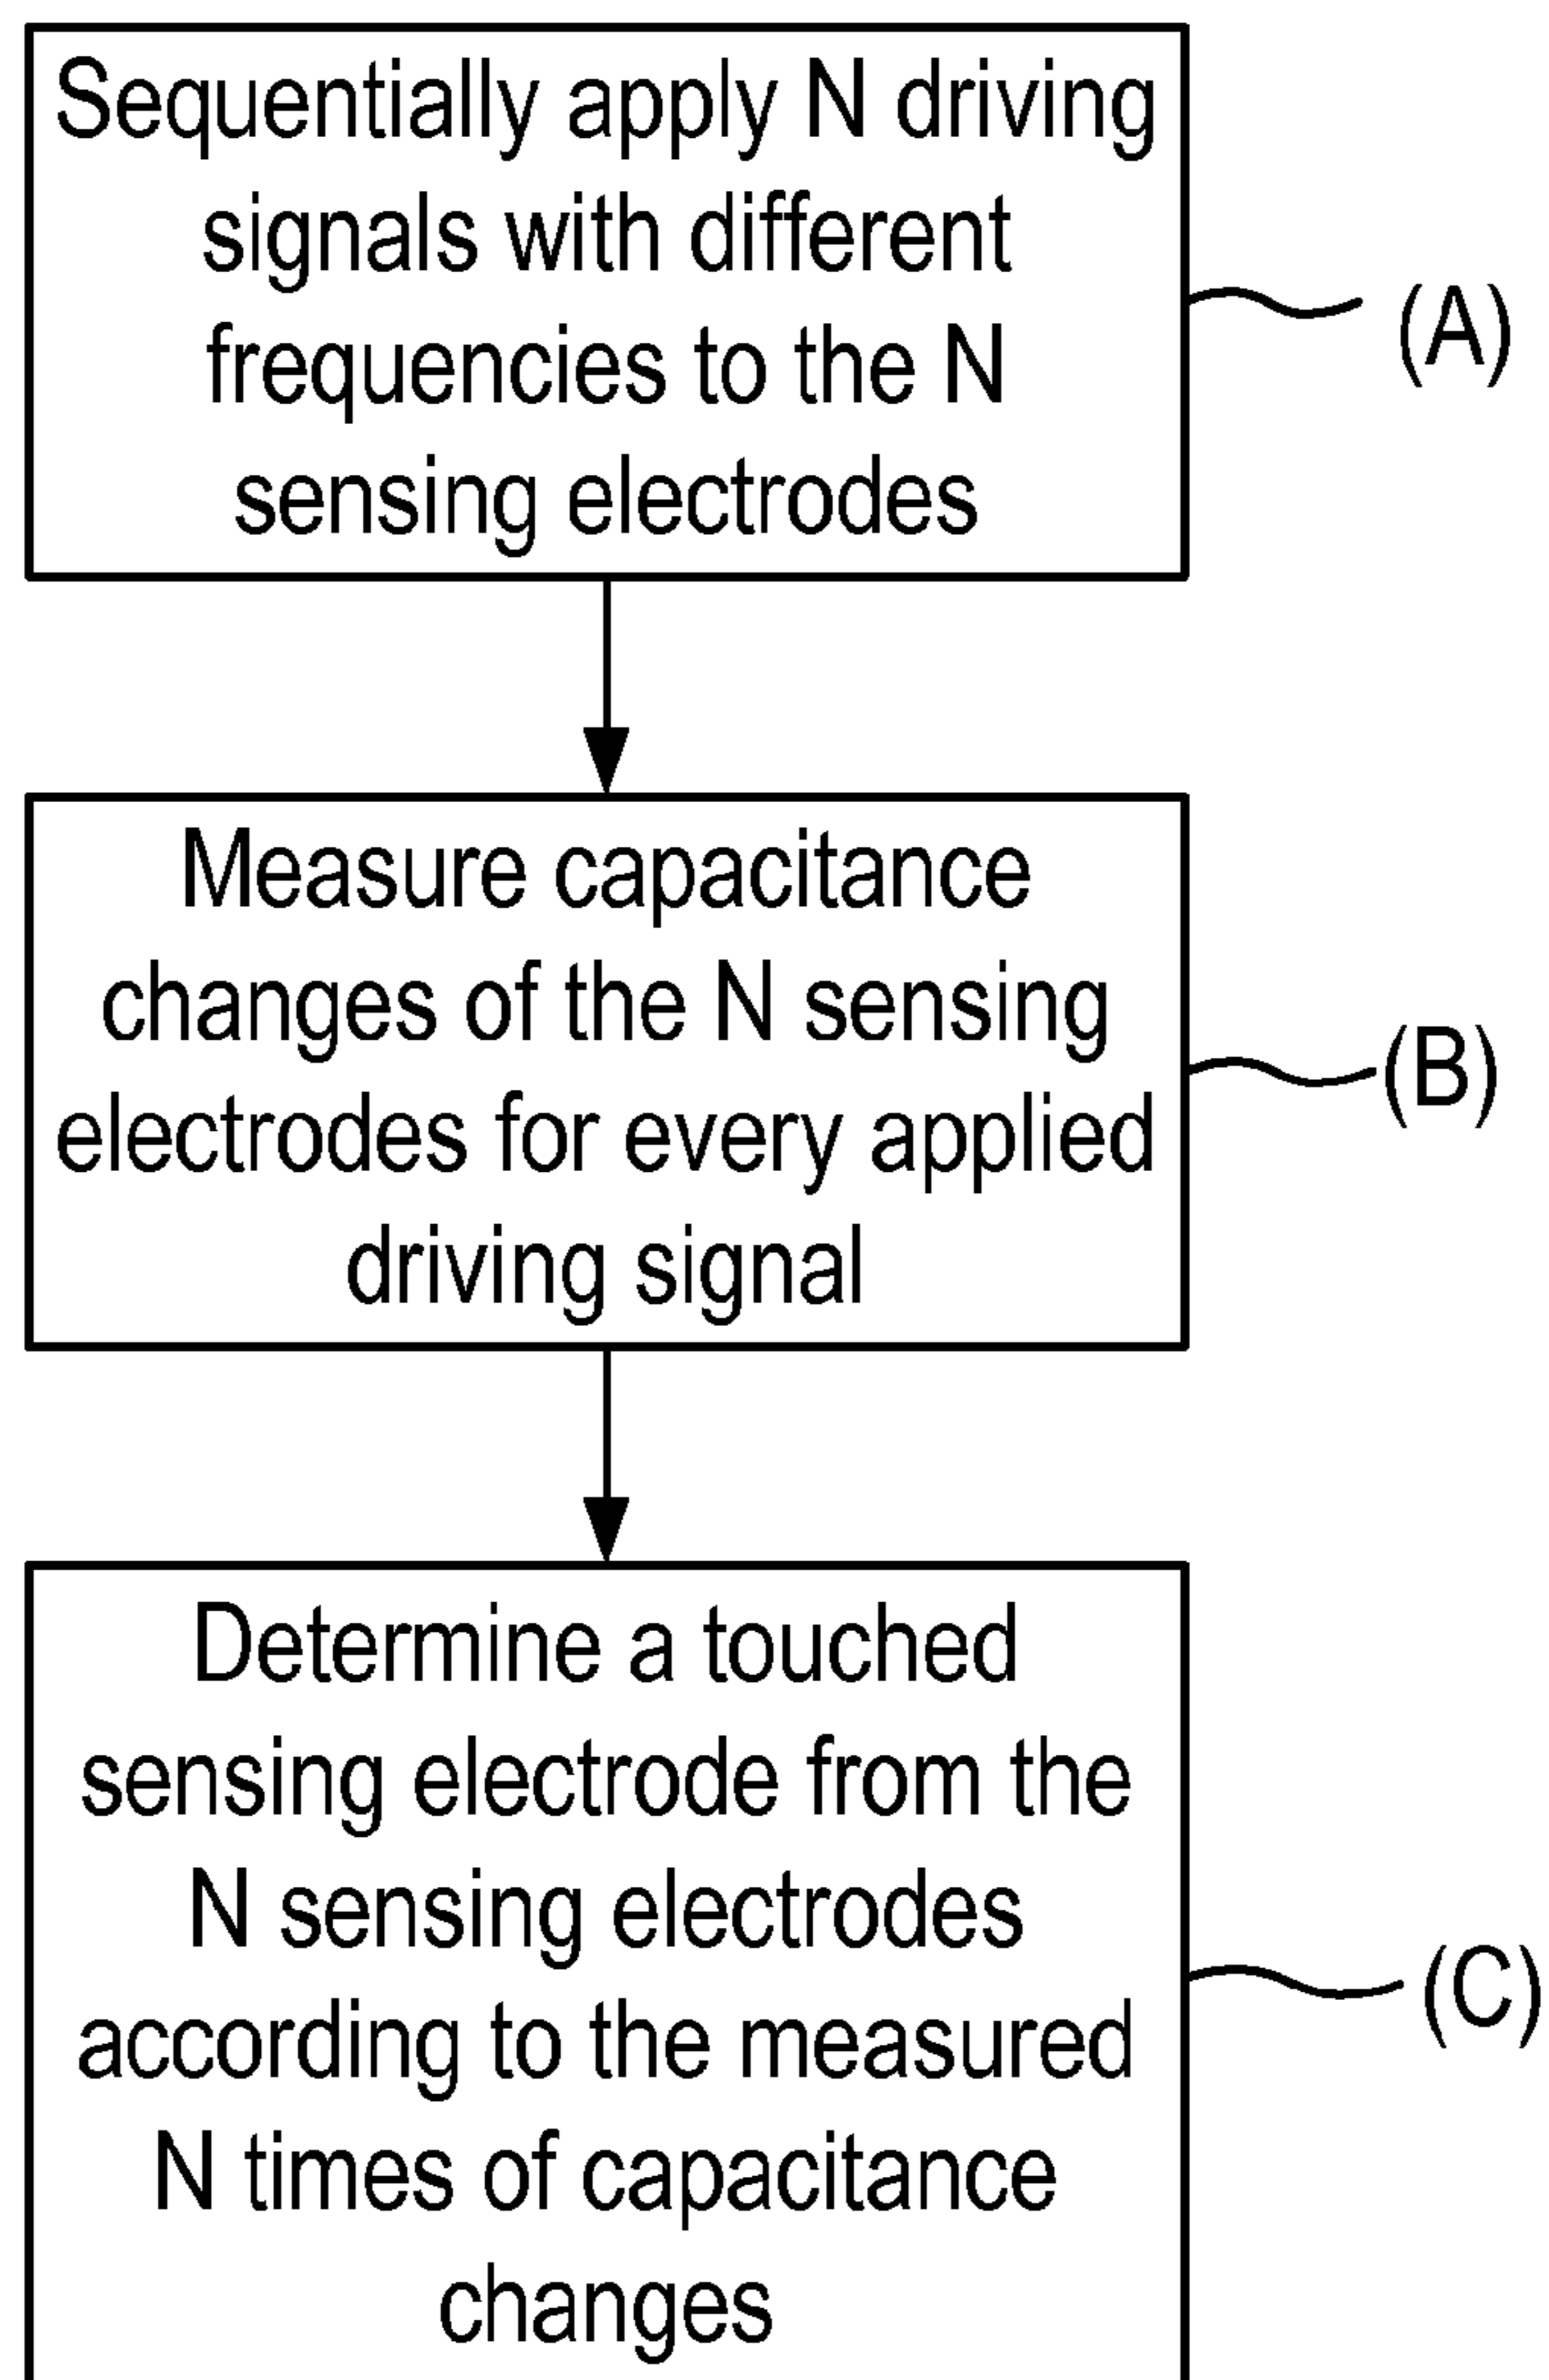 Sequentially apply N driving
signals with different
frequencies to the N
sensing electrodes
(A)
Measure capacitance
changes of the N sensing
electrodes for every applied
driving signal
(B)
Determine a touched
sensing electrode from the
N sensing electrodes
according to the measured
N times of capacitance
changes
(C)